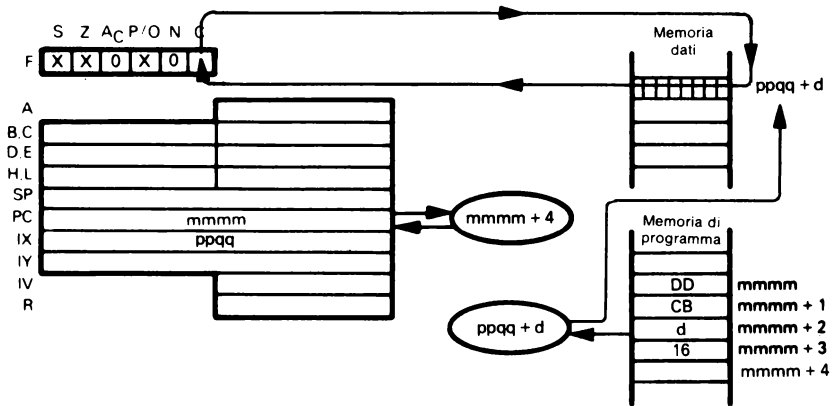 S Z AC P/O N C
F X X 0 X 0
Memoria
dati
ppqq + d
A
B.C
D.E
H.L
SP
PC mmmm
mmmm + 4
IX ppqq
IY
IV
R
ppqq + d
Memoria di
programma
DD mmmm
CB mmmm + 1
d mmmm + 2
16 mmmm + 3
mmmm + 4